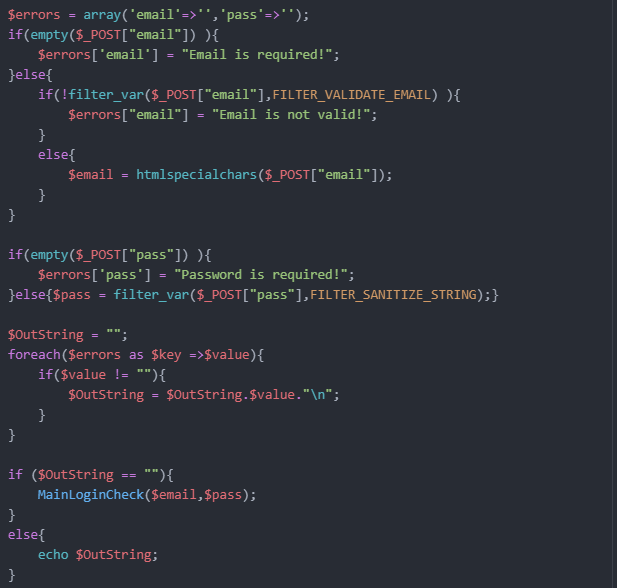 $errors = array('email'=>'','pass'=>'');
if(empty($_POST["email"]) ){
    $errors['email'] = "Email is required!";
}else{
    if(!filter_var($_POST["email"],FILTER_VALIDATE_EMAIL) ){
        $errors["email"] = "Email is not valid!";
    }
    else{
        $email = htmlspecialchars($_POST["email"]);
    }
}

if(empty($_POST["pass"]) ){
    $errors['pass'] = "Password is required!";
}else{$pass = filter_var($_POST["pass"],FILTER_SANITIZE_STRING);}

$OutString = "";
foreach($errors as $key =>$value){
    if($value != ""){
        $OutString = $OutString.$value."\n";
    }
}

if ($OutString == ""){
    MainLoginCheck($email,$pass);
}
else{
    echo $OutString;
}